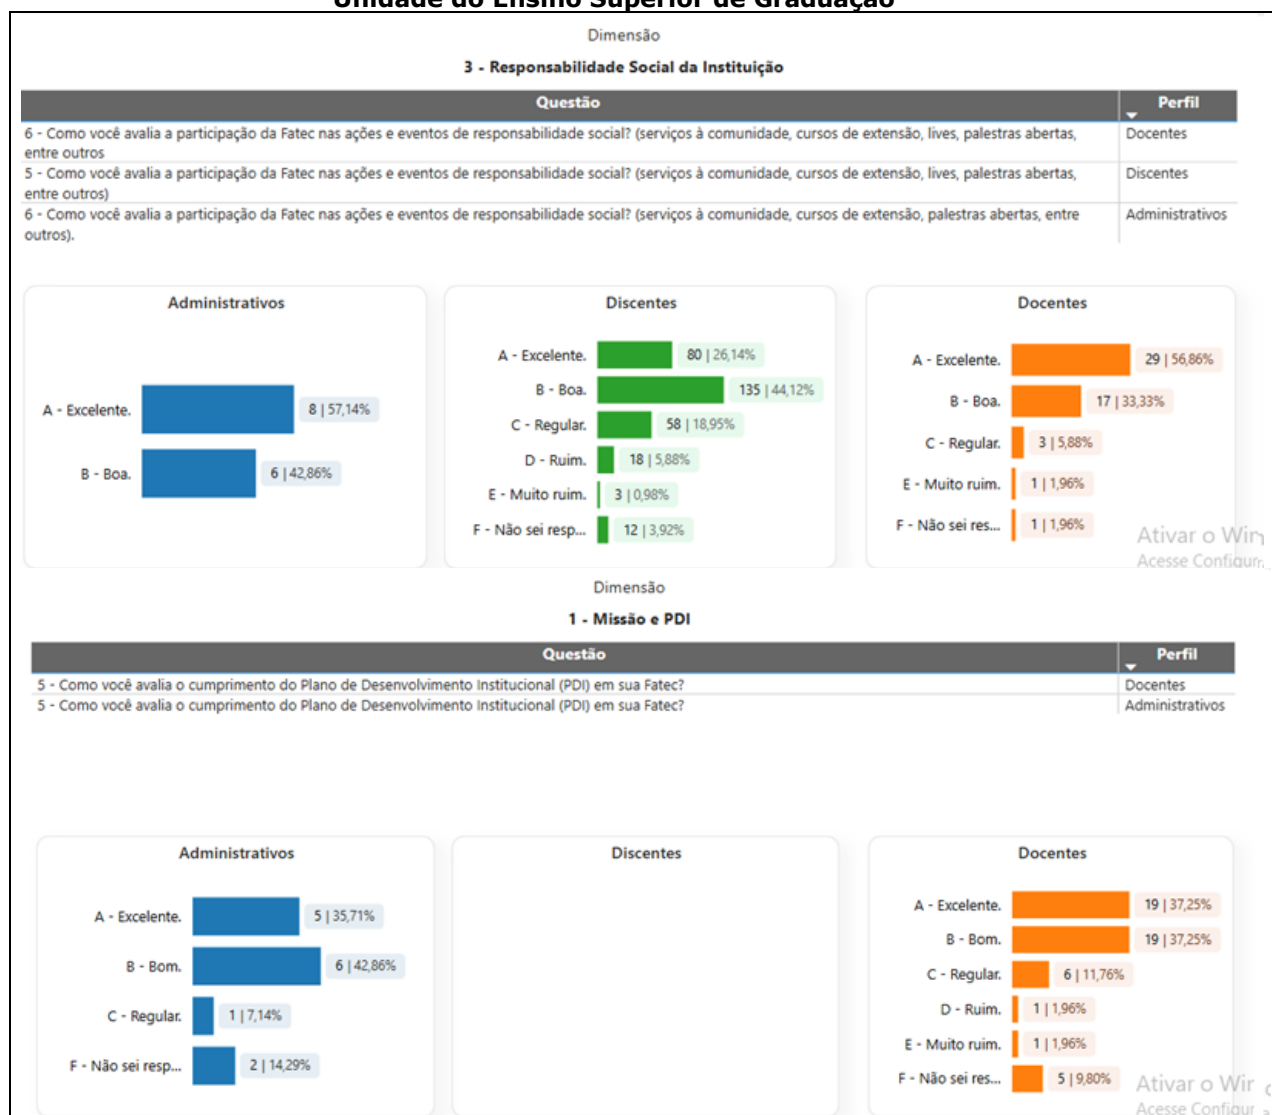 Unidade do Ensino Superior de Graduação
Dimensão
3 - Responsabilidade Social da Instituição
Questão Perfil
6 - Como você avalia a participação da Fatec nas ações e eventos de responsabilidade social? (serviços à comunidade, cursos de extensão, lives, palestras abertas, Docentes
entre outros
5 - Como você avalia a participação da Fatec nas ações e eventos de responsabilidade social? (serviços à comunidade, cursos de extensão, lives, palestras abertas, Discentes
entre outros)
6 - Como você avalia a participação da Fatec nas ações e eventos de responsabilidade social? (serviços à comunidade, cursos de extensão, palestras abertas, entre Administrativos
outros).
Administrativos
A - Excelente. 8 | 57,14%
B - Boa. 6 | 42,86%
Discentes
A - Excelente. 80 | 26,14%
B - Boa. 135 | 44,12%
C - Regular. 58 | 18,95%
D - Ruim. 18 | 5,88%
E - Muito ruim. 3 | 0,98%
F - Não sei resp... 12 | 3,92%
Docentes
A - Excelente. 29 | 56,86%
B - Boa. 17 | 33,33%
C - Regular. 3 | 5,88%
E - Muito ruim. 1 | 1,96%
F - Não sei res... 1 | 1,96%
Ativar o Win
Acesse Configur
Dimensão
1 - Missão e PDI
Questão Perfil
5 - Como você avalia o cumprimento do Plano de Desenvolvimento Institucional (PDI) em sua Fatec? Docentes
5 - Como você avalia o cumprimento do Plano de Desenvolvimento Institucional (PDI) em sua Fatec? Administrativos
Administrativos
A - Excelente. 5 | 35,71%
B - Bom. 6 | 42,86%
C - Regular. 1 | 7,14%
F - Não sei resp... 2 | 14,29%
Discentes
Docentes
A - Excelente. 19 | 37,25%
B - Bom. 19 | 37,25%
C - Regular. 6 | 11,76%
D - Ruim. 1 | 1,96%
E - Muito ruim. 1 | 1,96%
F - Não sei res... 5 | 9,80%
Ativar o Wir
Acesse Configur